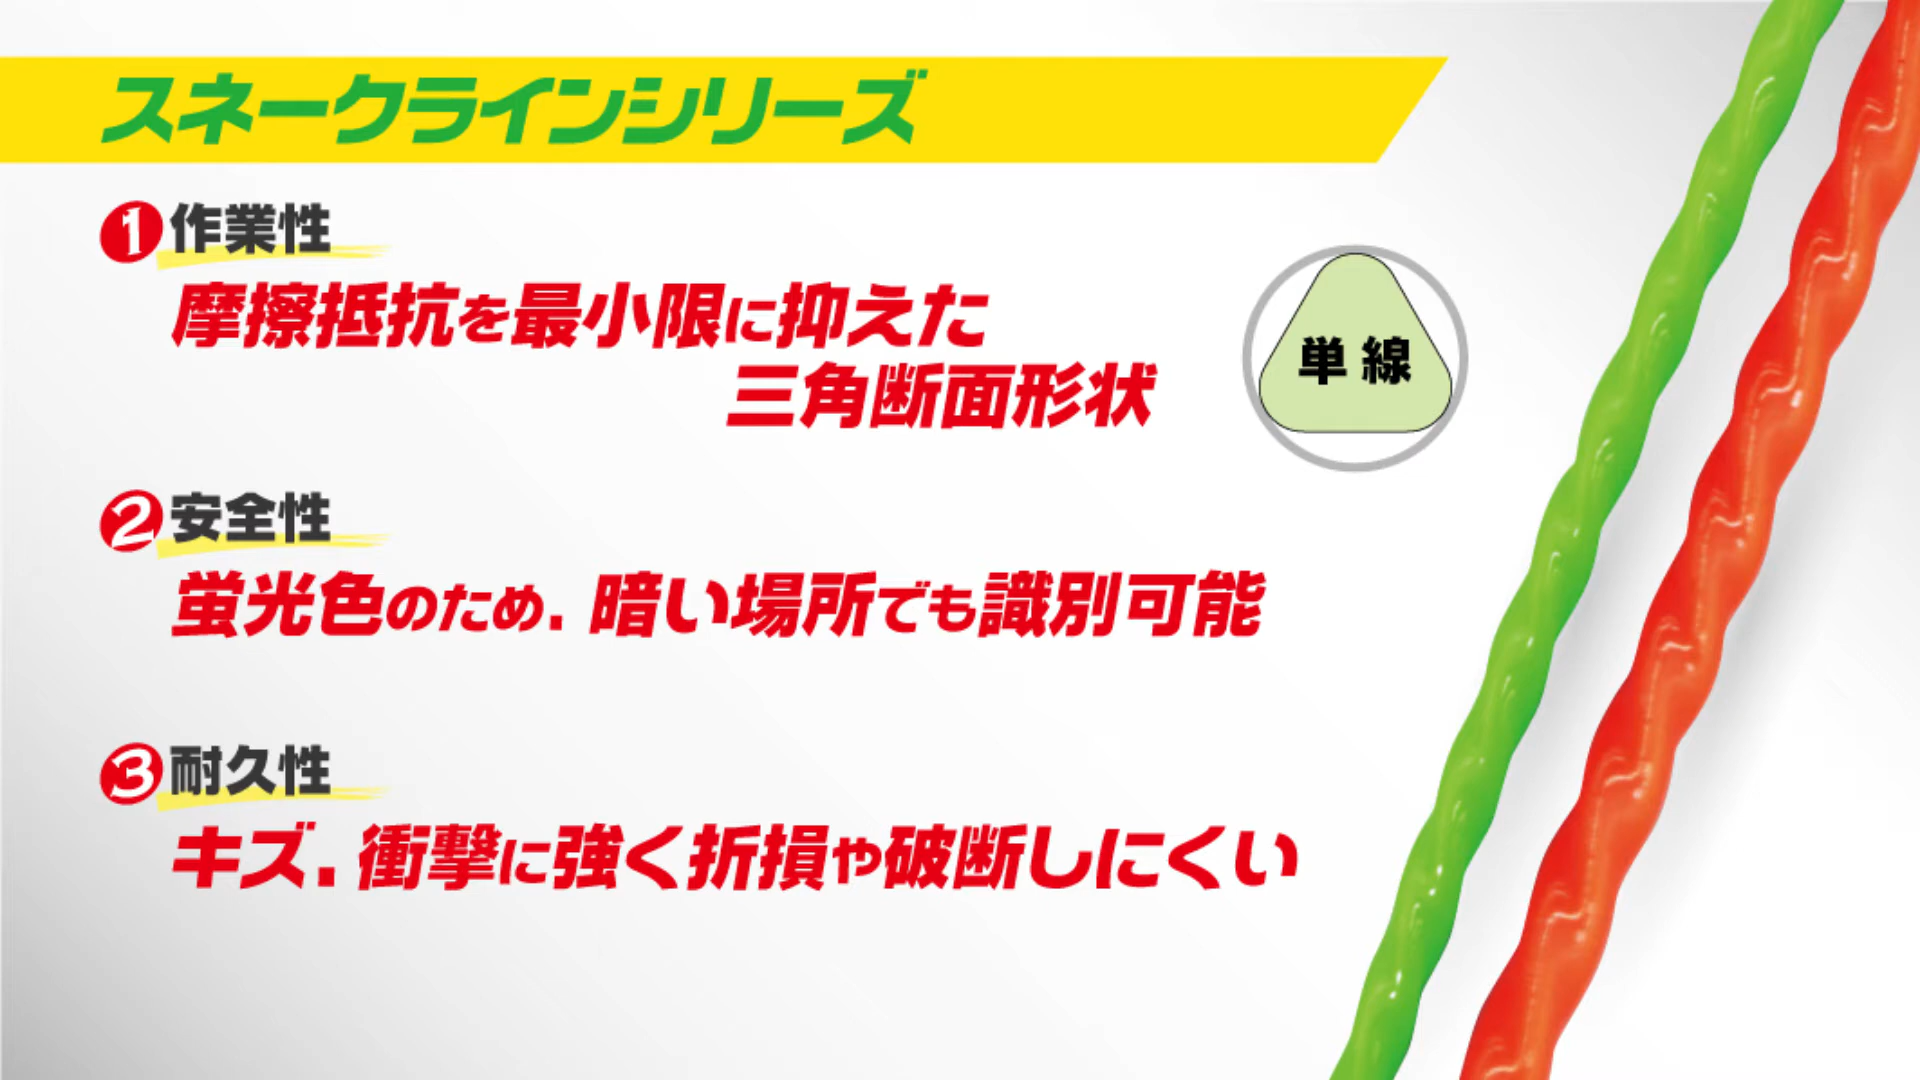 スネークラインシリーズ
1 作業性
摩擦抵抗を最小限に抑えた
三角断面形状
単線
2 安全性
蛍光色のため. 暗い場所でも識別可能
3 耐久性
キズ. 衝撃に強く折損や破断しにくい